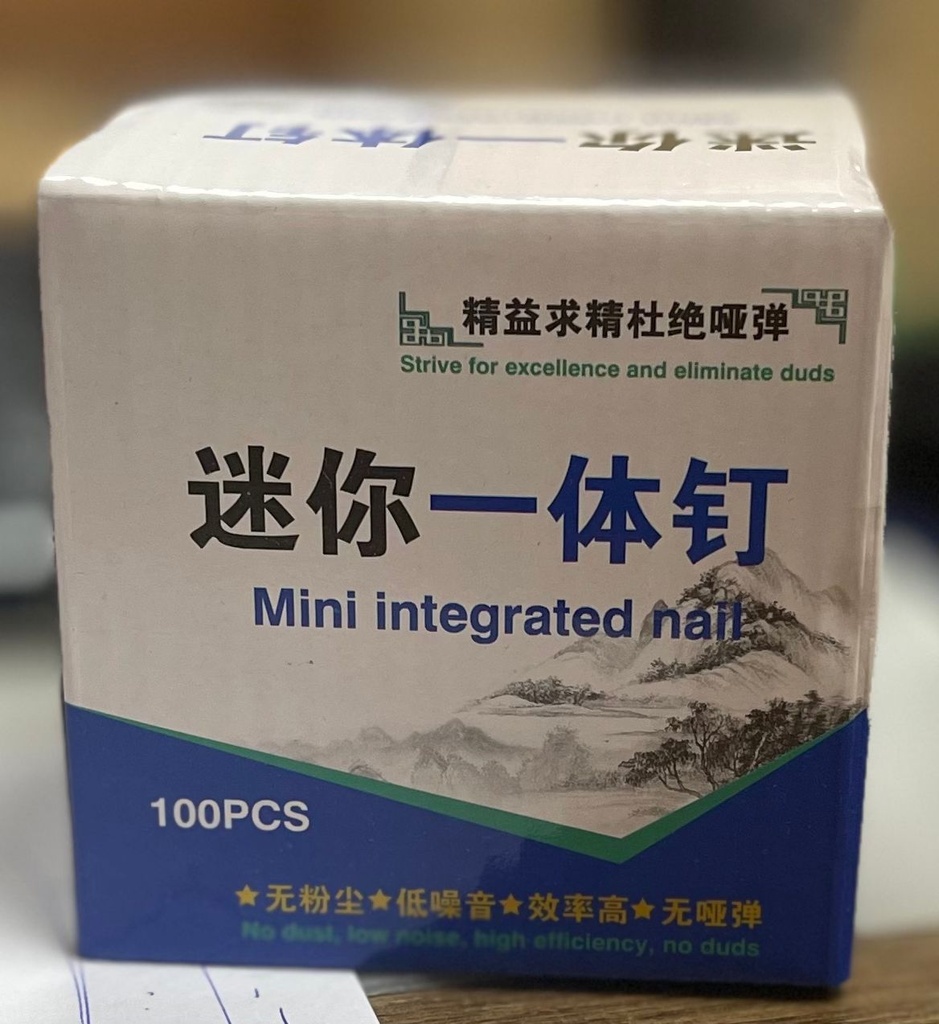 迷你一体钉
精益求精杜绝哑弹
Strive for excellence and eliminate duds
迷你一体钉
Mini integrated nail
100PCS
★无粉尘★低噪音★效率高★无哑弹
No dust, low noise, high efficiency, no duds